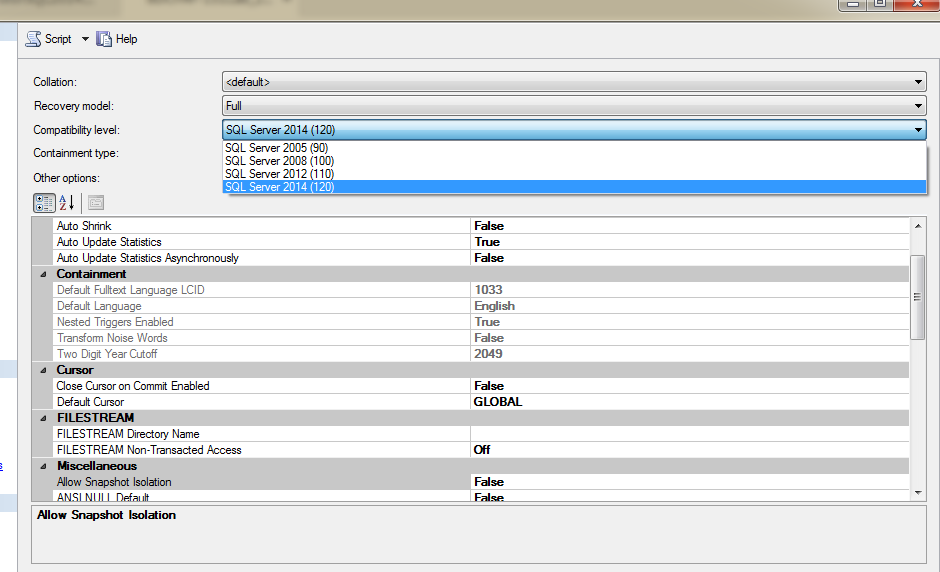 Script Help
Collation: <default>
Recovery model: Full
Compatibility level: SQL Server 2014 (120)
SQL Server 2005 (90)
Containment type:
SQL Server 2008 (100)
SQL Server 2012 (110)
Other options:
SQL Server 2014 (120)
Auto Shrink False
Auto Update Statistics True
Auto Update Statistics Asynchronously False
Containment
Default Fulltext Language LCID 1033
Default Language English
Nested Triggers Enabled True
Transform Noise Words False
Two Digit Year Cutoff 2049
Cursor
Close Cursor on Commit Enabled False
Default Cursor GLOBAL
FILESTREAM
FILESTREAM Directory Name
FILESTREAM Non-Transacted Access Off
Miscellaneous
Allow Snapshot Isolation False
ANSI NULL Default False
Allow Snapshot Isolation